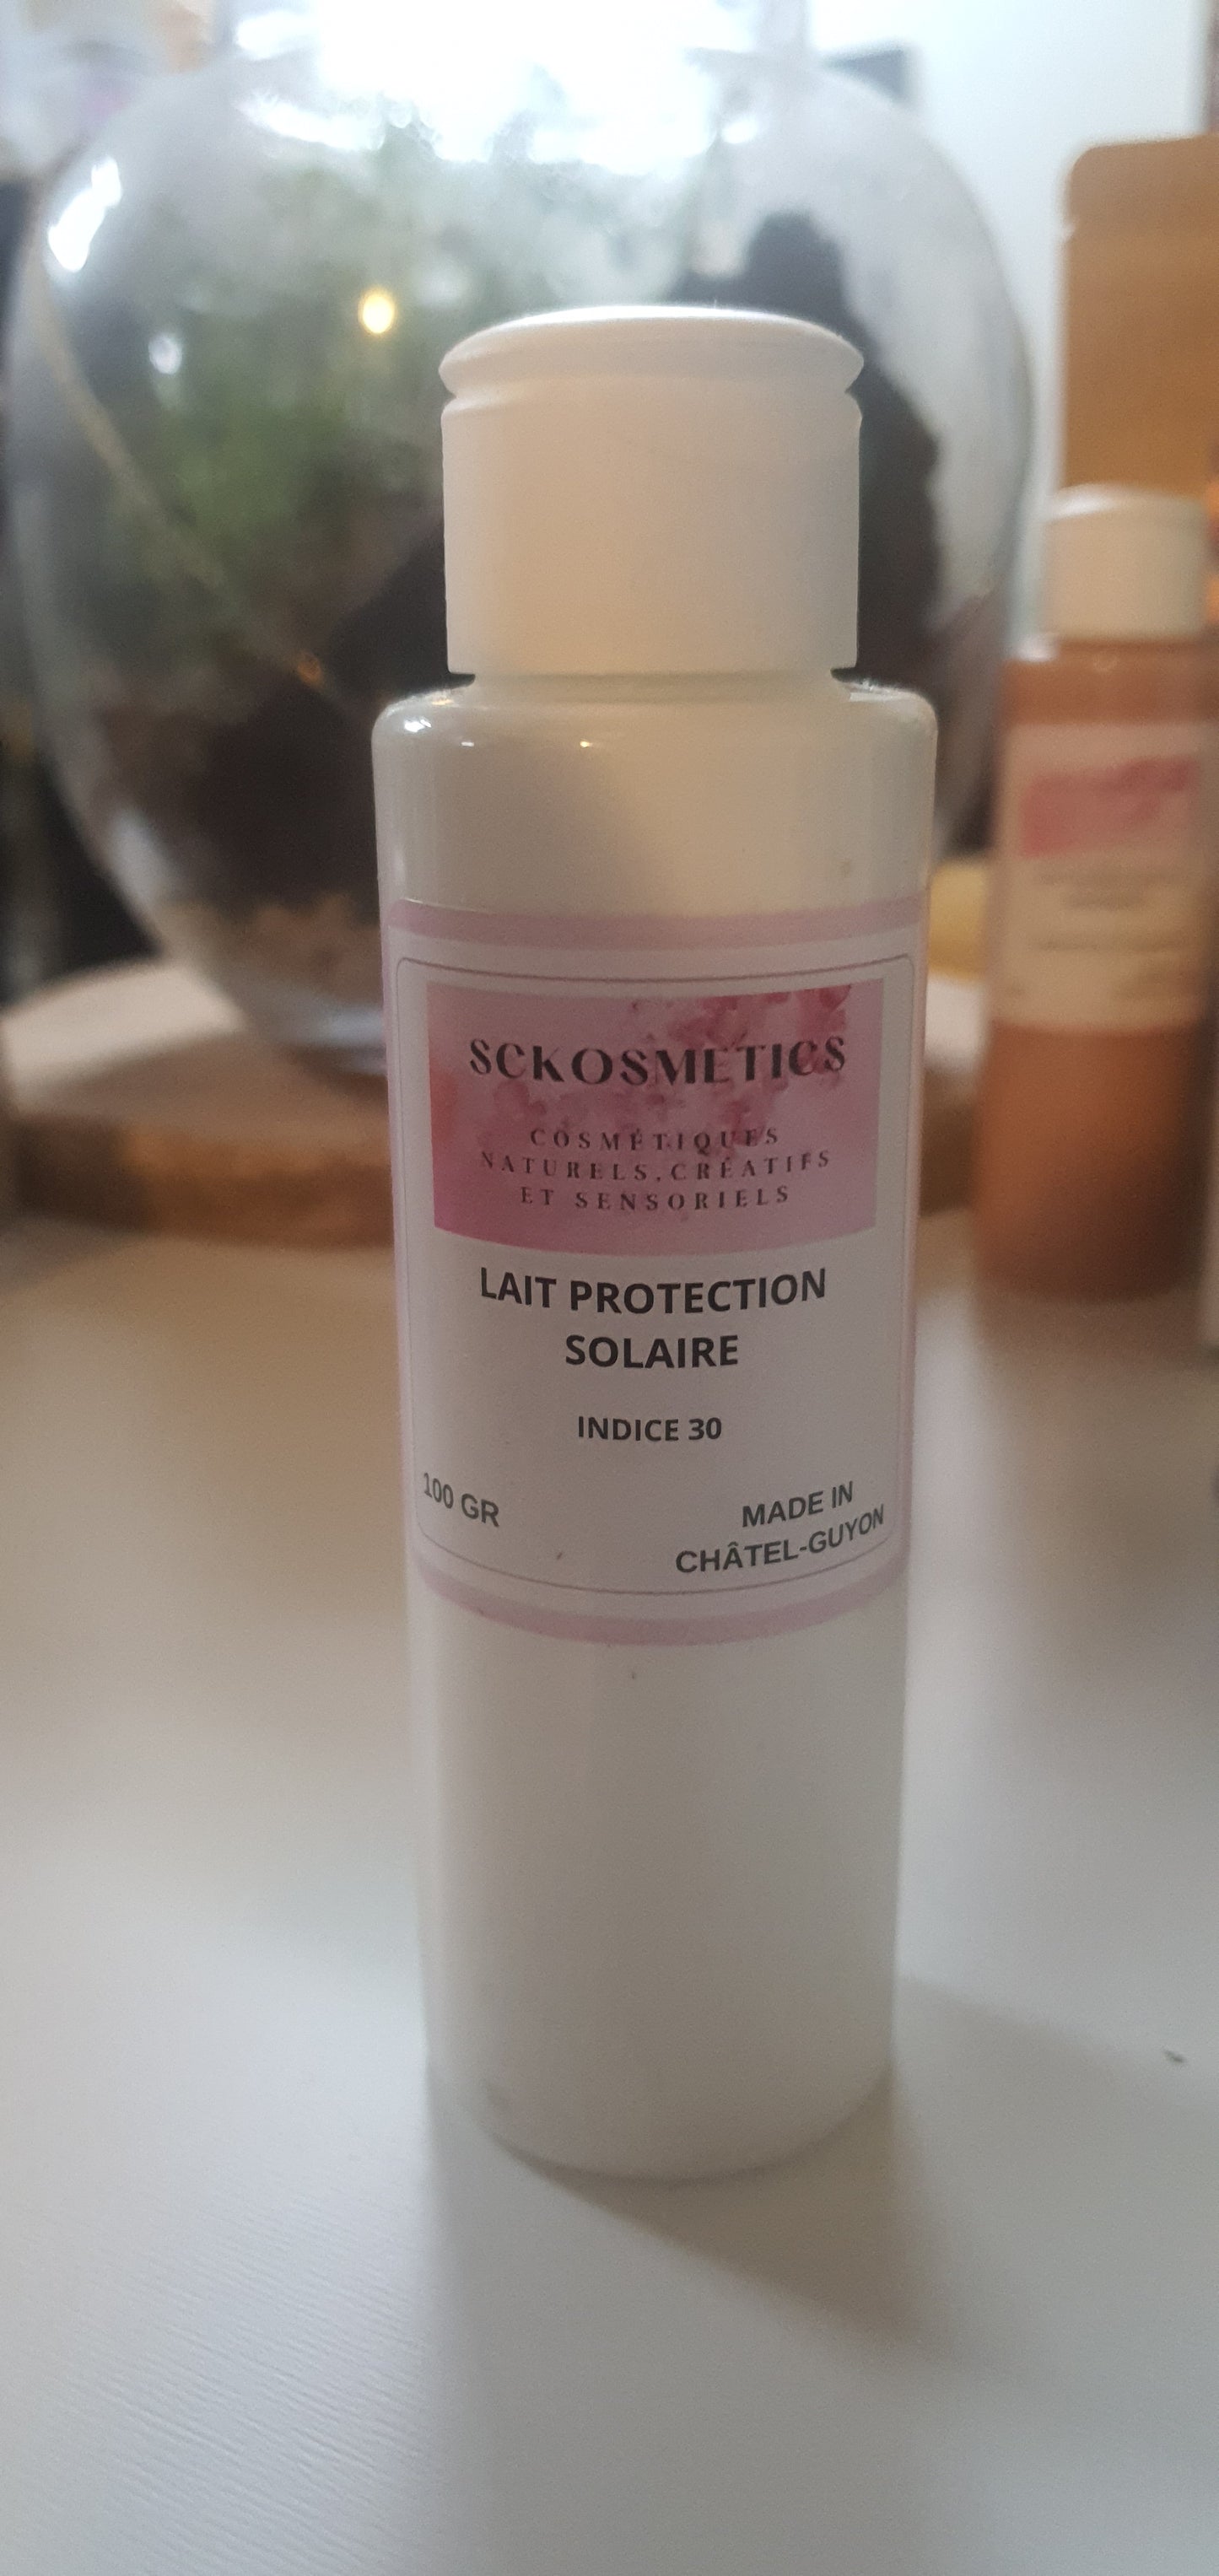 SCKOSMETICS
COSMÉTIQUES
NATURELS, CRÉATIFS
ET SENSORIELS
LAIT PROTECTION
SOLAIRE
INDICE 30
100 GR
MADE IN
CHÂTEL-GUYON